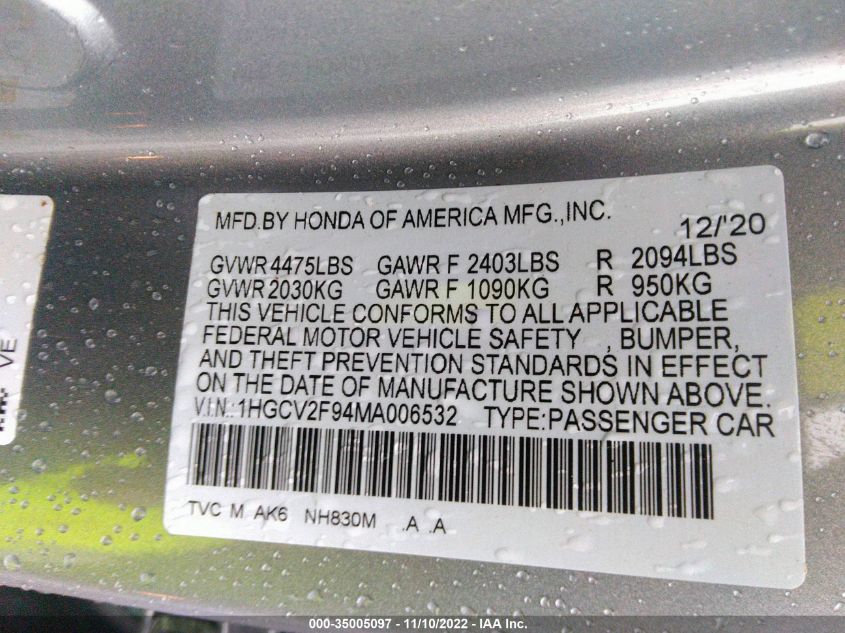 MFD.BY HONDA OF AMERICA MFG.,INC. 12/'20
GVWR 4475LBS GAWR F 2403LBS R 2094LBS
GVWR 2030KG GAWR F 1090KG R 950KG
THIS VEHICLE CONFORMS TO ALL APPLICABLE
FEDERAL MOTOR VEHICLE SAFETY , BUMPER,
AND THEFT PREVENTION STANDARDS IN EFFECT
ON THE DATE OF MANUFACTURE SHOWN ABOVE.
V.I.N.:1HGCV2F94MA006532 TYPE:PASSENGER CAR
TVC M AK6 NH830M .A .A
VE
000-35005097 - 11/10/2022 - IAA Inc.